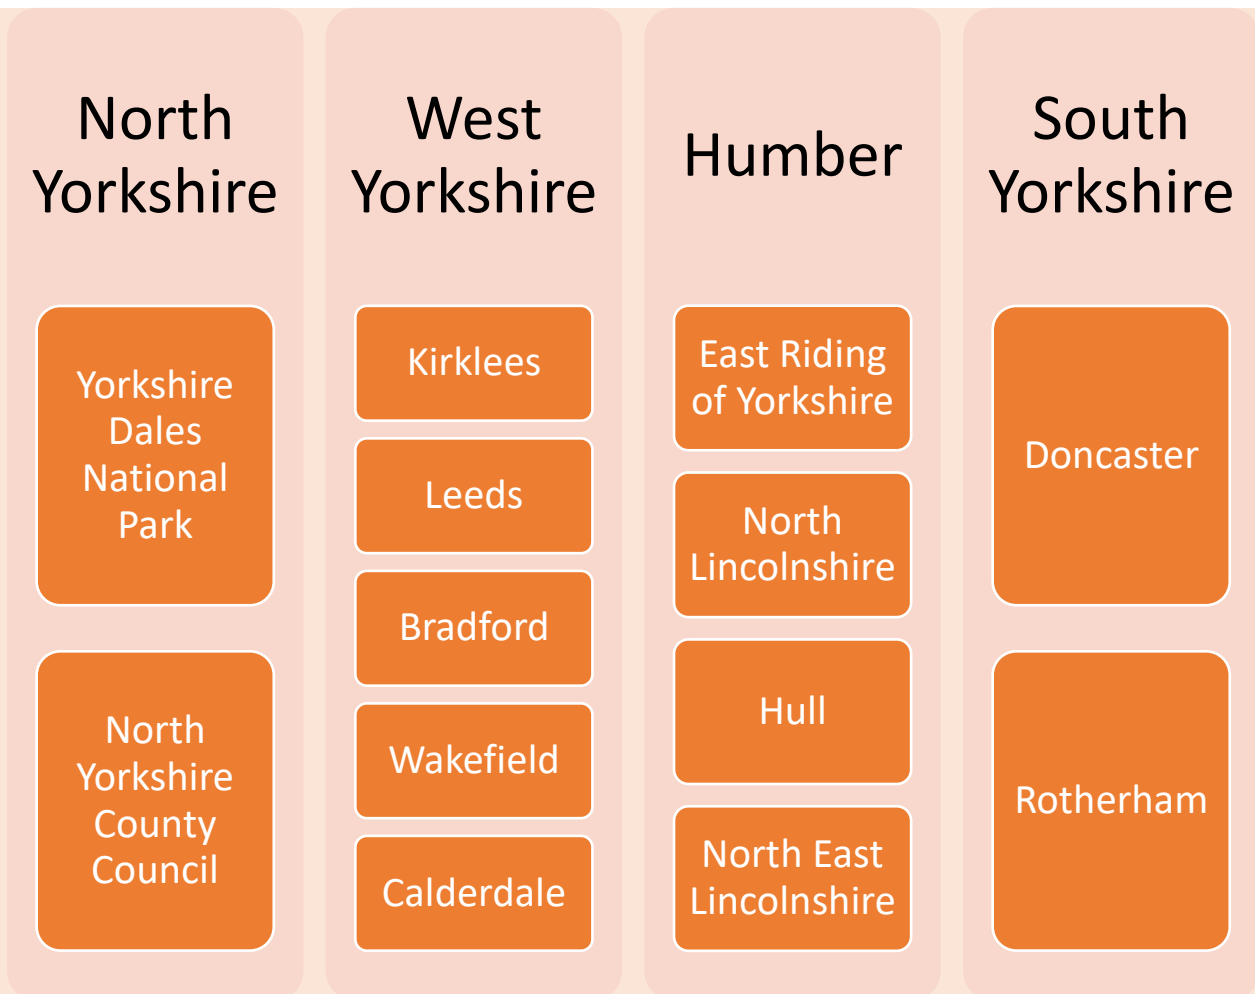 North
Yorkshire
Yorkshire
Dales
National
Park
North
Yorkshire
County
Council
West
Yorkshire
Kirklees
Leeds
Bradford
Wakefield
Calderdale
Humber
East Riding
of Yorkshire
North
Lincolnshire
Hull
North East
Lincolnshire
South
Yorkshire
Doncaster
Rotherham